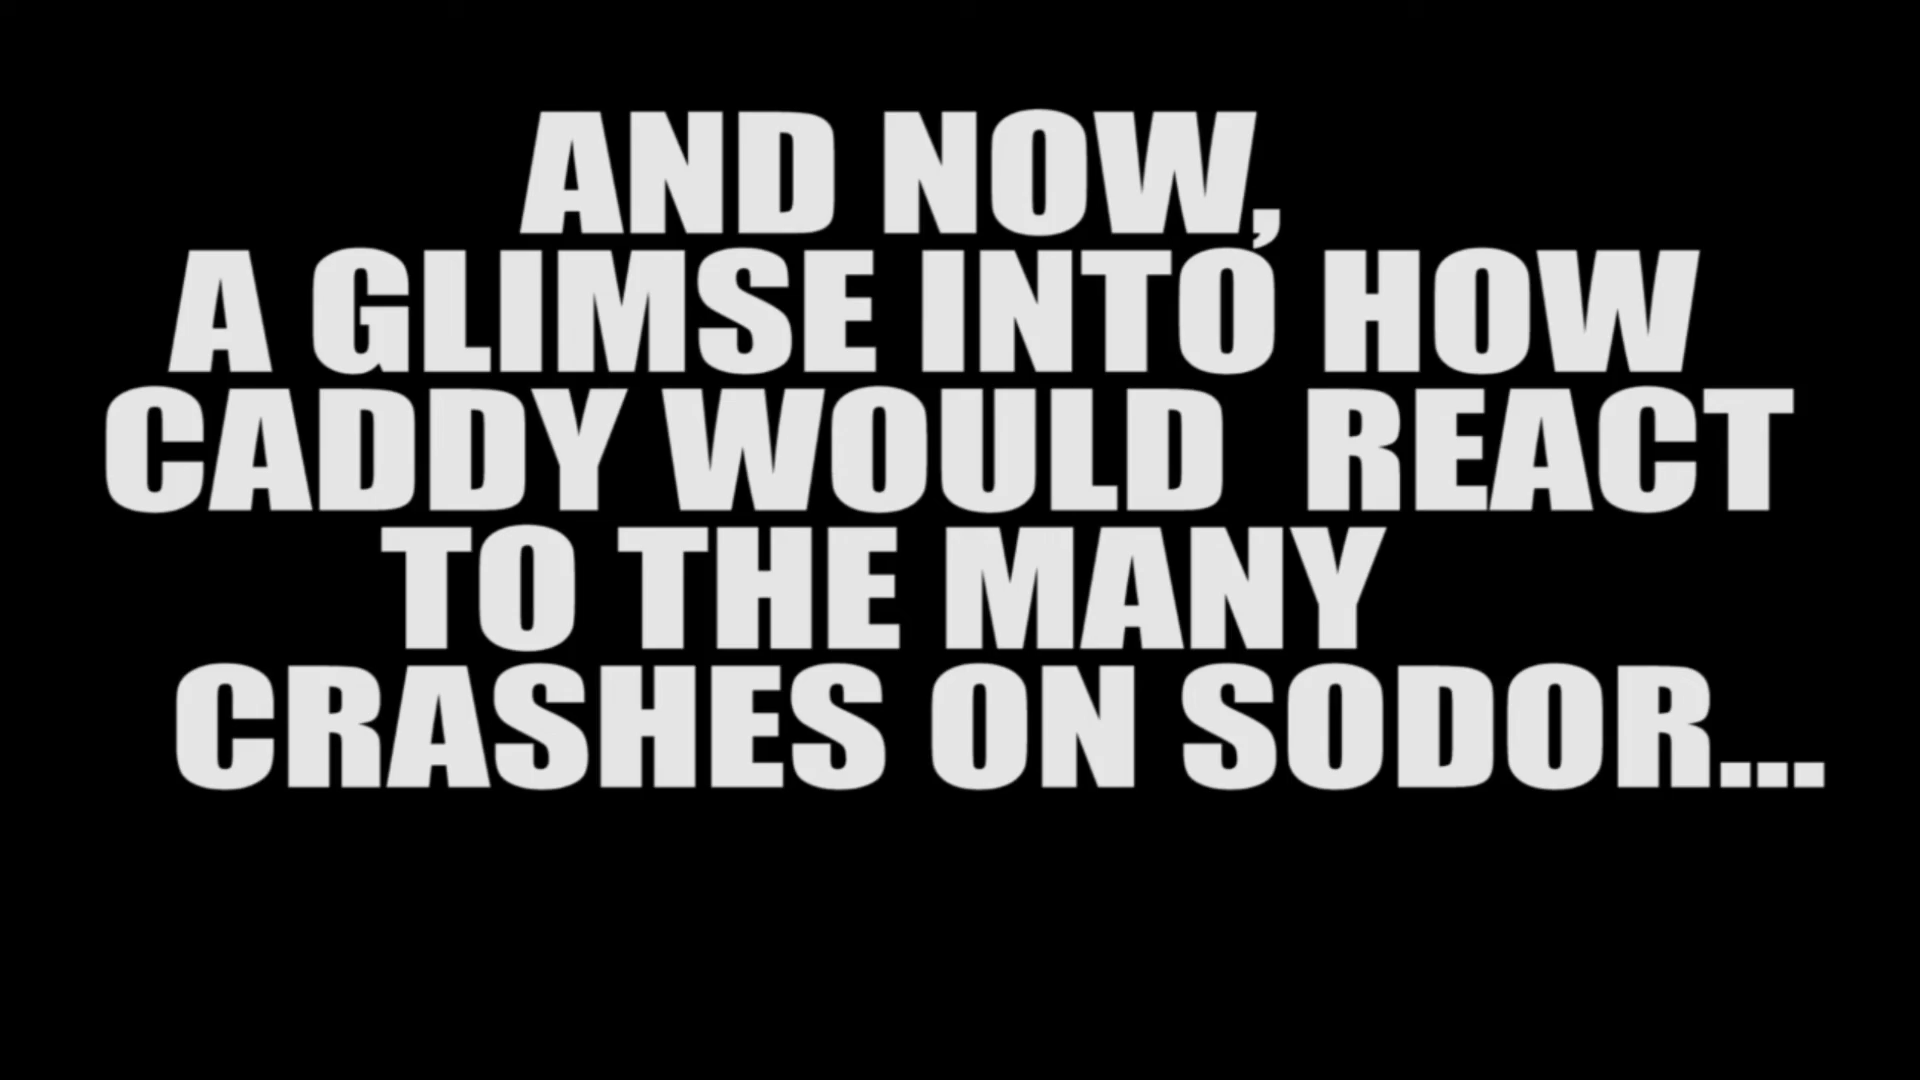 AND NOW,
A GLIMSE INTO HOW
CADDY WOULD  REACT
TO THE MANY
CRASHES ON SODOR...